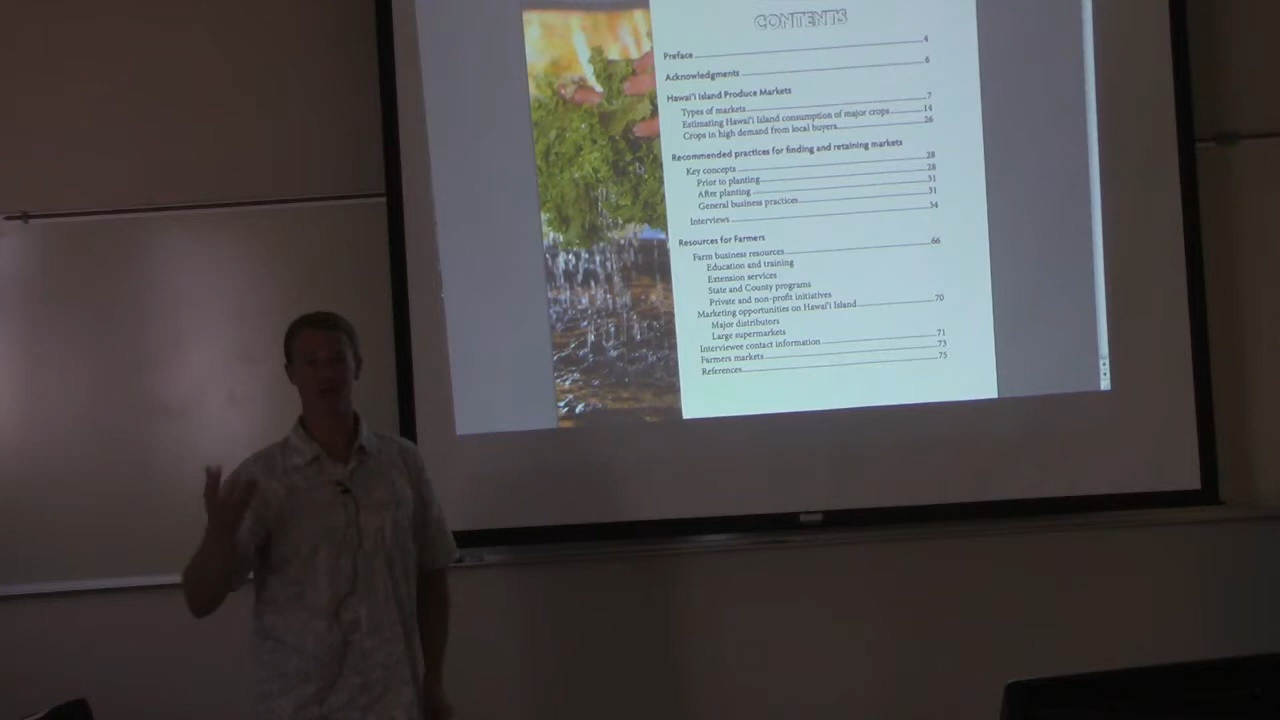 CONTENTS
Preface 4
Acknowledgments 6
Hawai'i Island Produce Markets
Types of markets 7
Estimating Hawai'i Island consumption of major crops 14
Crops in high demand from local buyers 26
Recommended practices for finding and retaining markets
Key concepts 28
Prior to planting 28
After planting 31
General business practices 31
Interviews 34
Resources for Farmers
Farm business resources 66
Education and training
Extension services
State and County programs
Private and non-profit initiatives
Marketing opportunities on Hawai'i Island 70
Major distributors
Large supermarkets
Interviewee contact information 71
Farmers markets 73
References 75